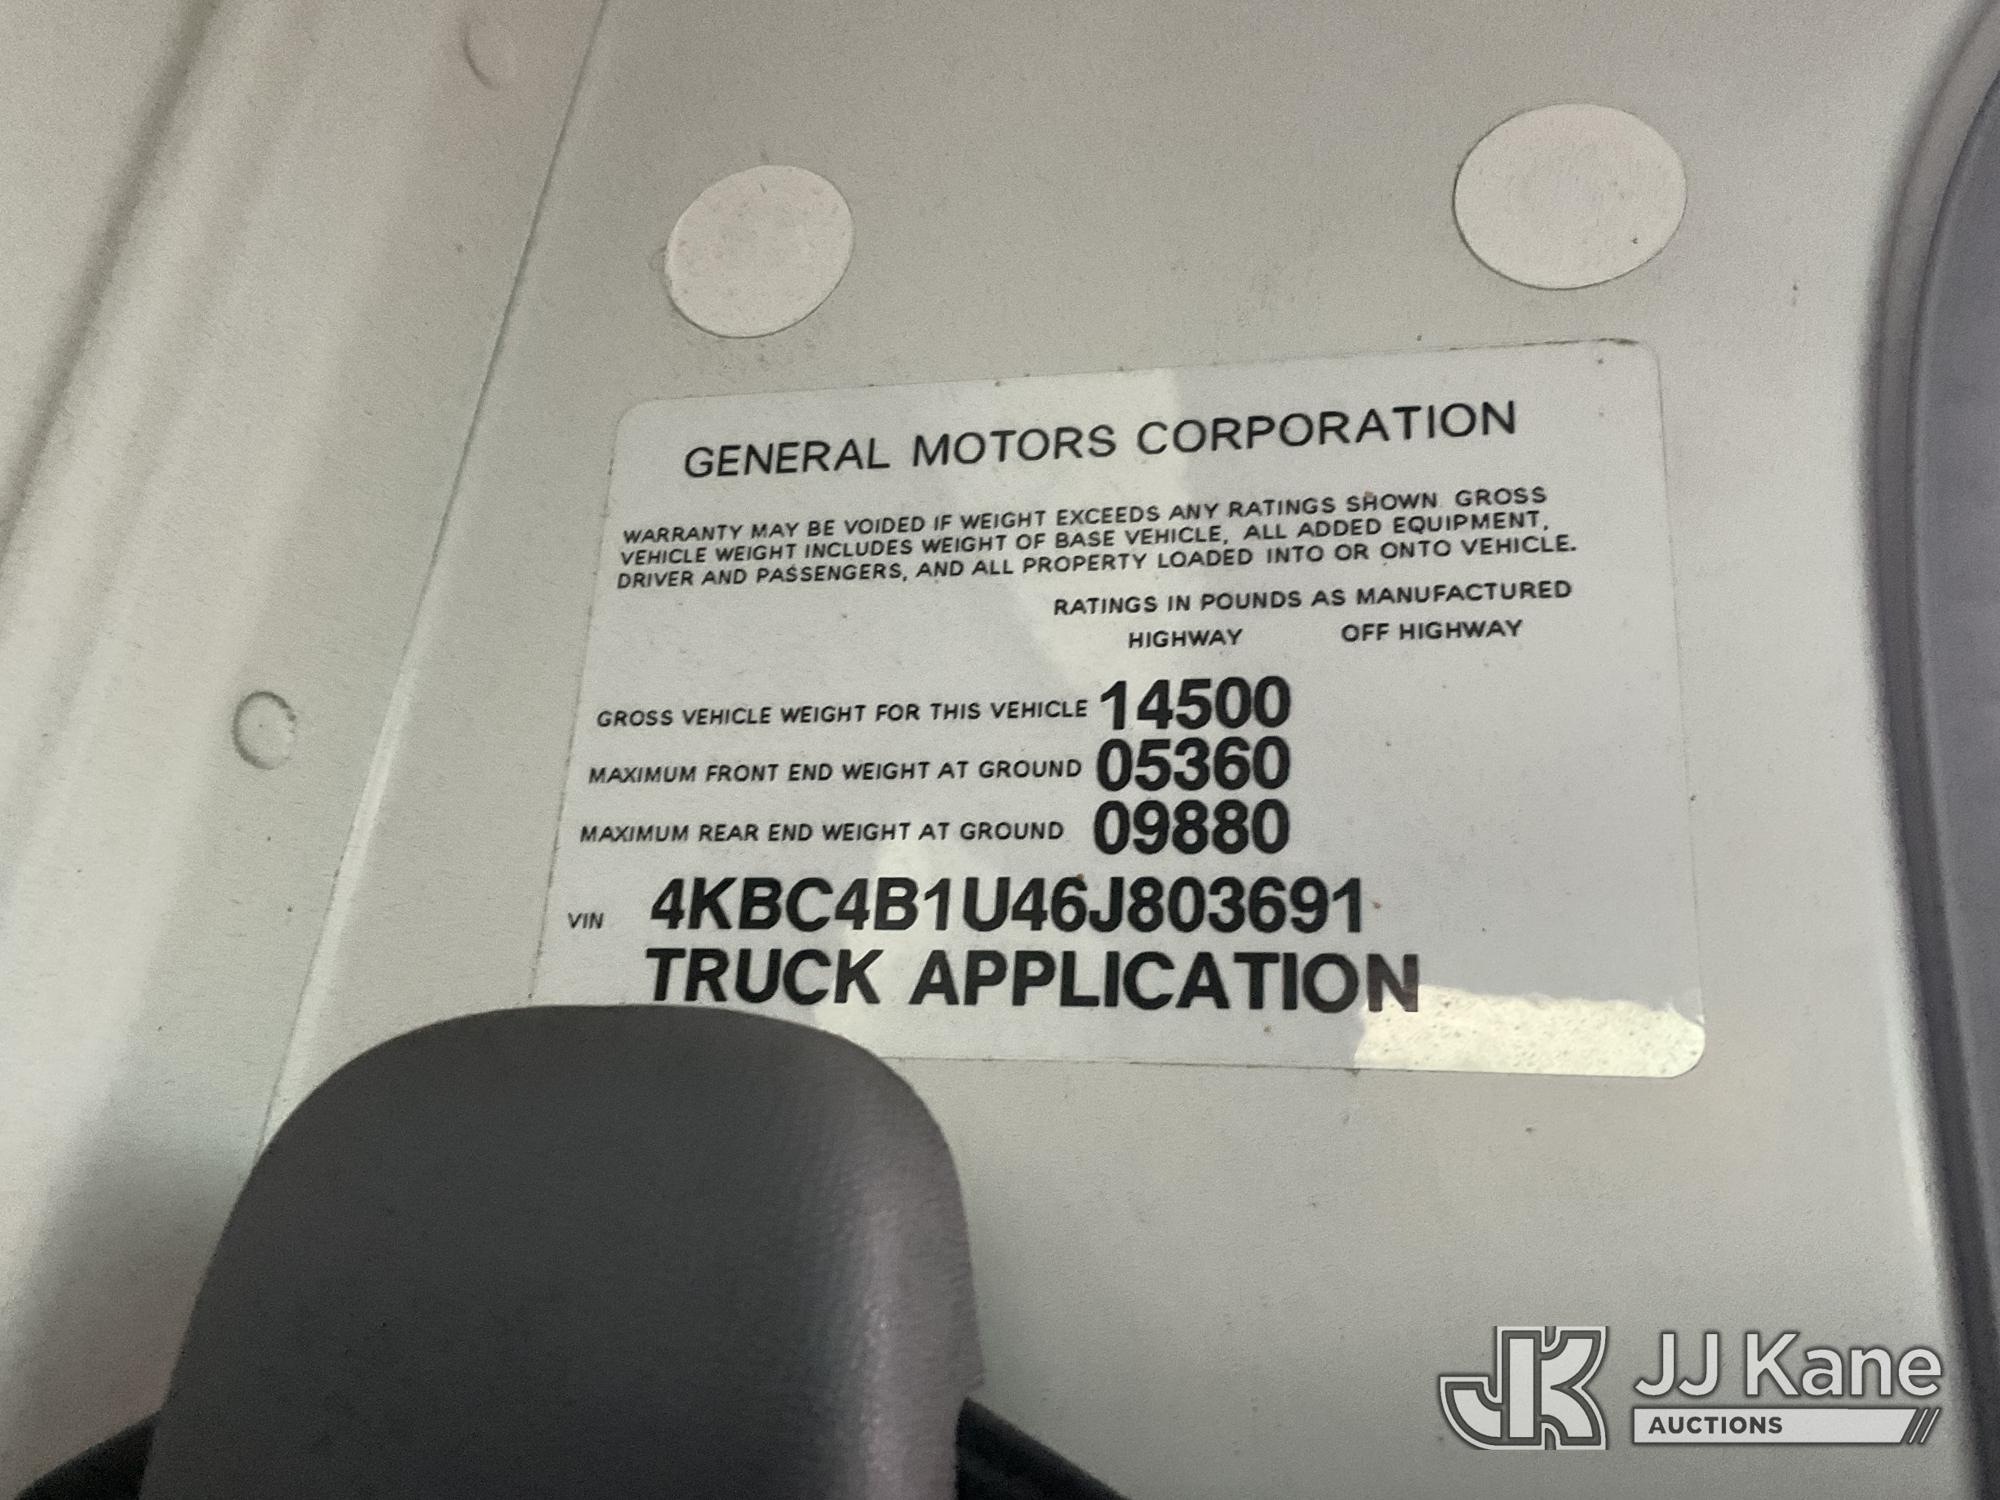 GENERAL MOTORS CORPORATION
WARRANTY MAY BE VOIDED IF WEIGHT EXCEEDS ANY RATINGS SHOWN GROSS
VEHICLE WEIGHT INCLUDES WEIGHT OF BASE VEHICLE, ALL ADDED EQUIPMENT,
DRIVER AND PASSENGERS, AND ALL PROPERTY LOADED INTO OR ONTO VEHICLE.
RATINGS IN POUNDS AS MANUFACTURED
HIGHWAY OFF HIGHWAY
GROSS VEHICLE WEIGHT FOR THIS VEHICLE 14500
MAXIMUM FRONT END WEIGHT AT GROUND 05360
MAXIMUM REAR END WEIGHT AT GROUND 09880
VIN 4KBC4B1U46J803691
TRUCK APPLICATION
JK JJ Kane
AUCTIONS